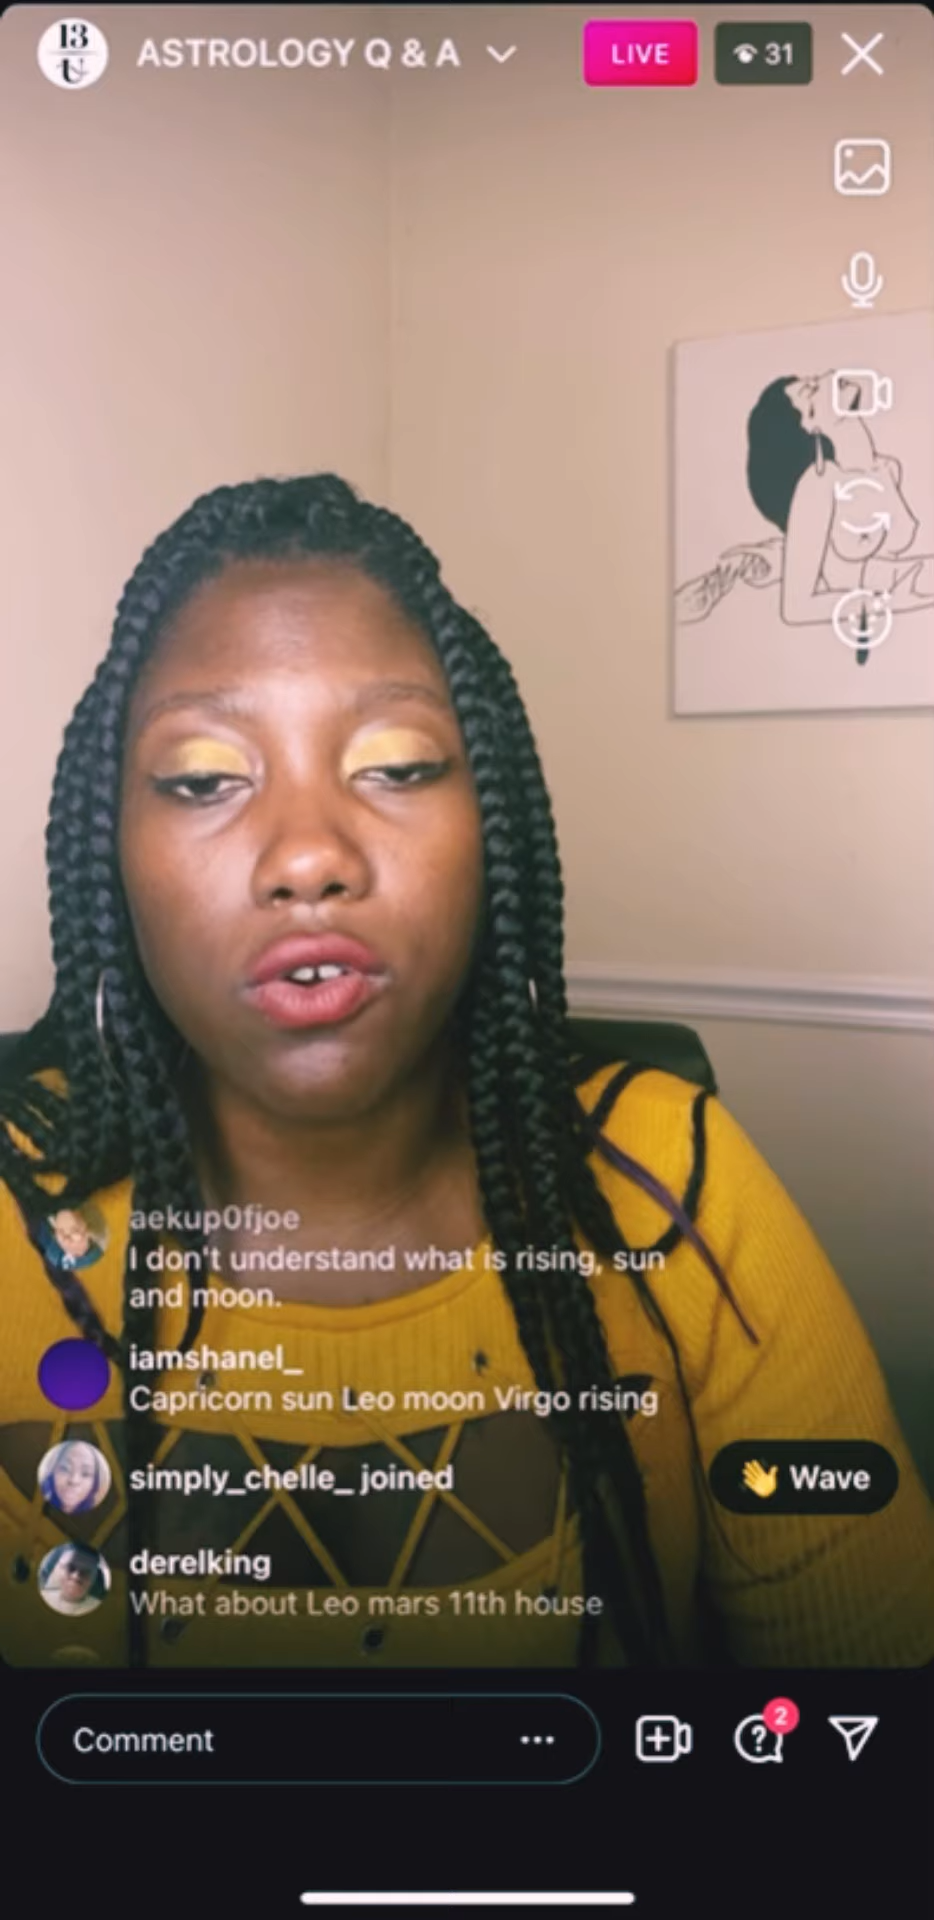 13
U
ASTROLOGY Q & A
LIVE
31
aekup0fjoe
I don't understand what is rising, sun
and moon.
iamshanel_
Capricorn sun Leo moon Virgo rising
simply_chelle_ joined
Wave
derelking
What about Leo mars 11th house
Comment
2